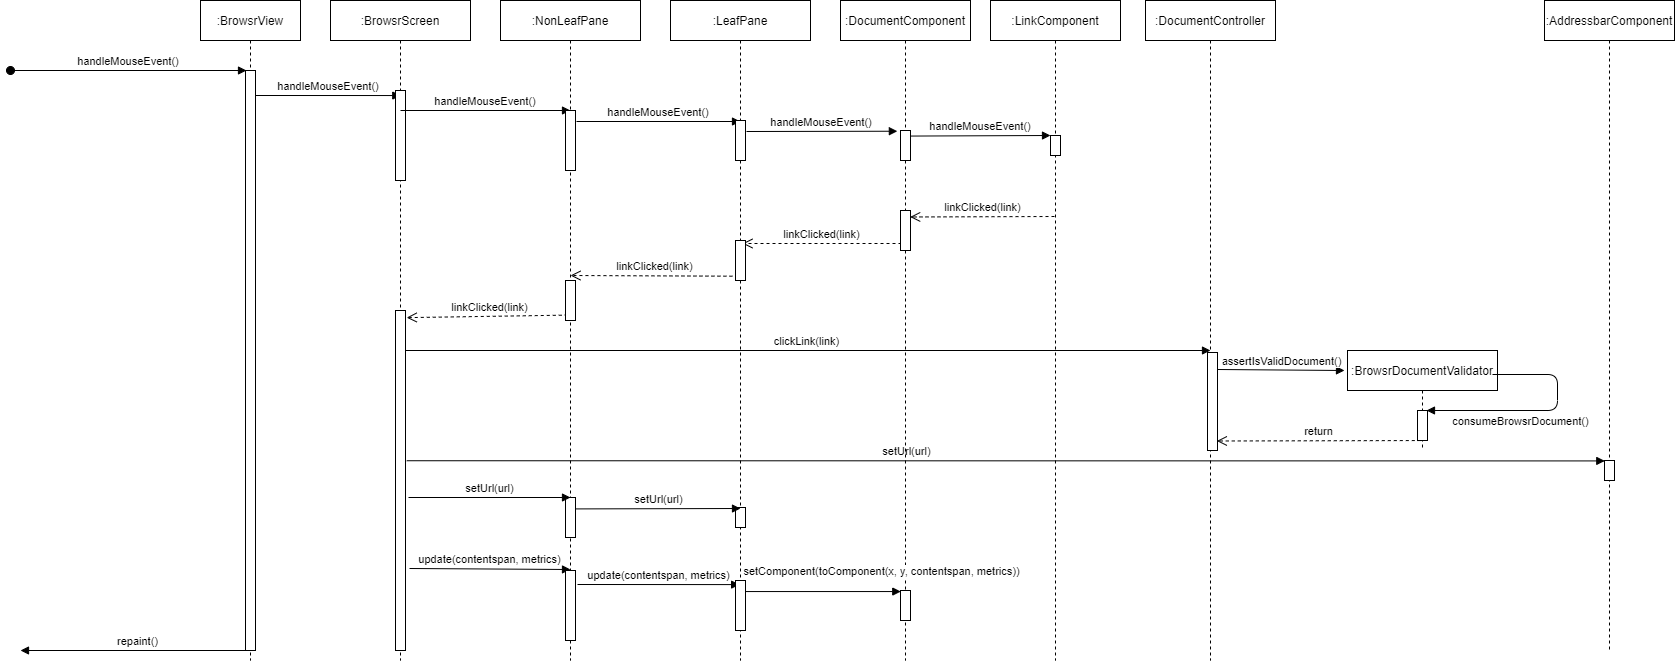 :BrowsrView
:BrowsrScreen
:NonLeafPane
:LeafPane
:DocumentComponent
:LinkComponent
:DocumentController
:AddressbarComponent
handleMouseEvent()
handleMouseEvent()
handleMouseEvent()
handleMouseEvent()
handleMouseEvent()
handleMouseEvent()
linkClicked(link)
linkClicked(link)
linkClicked(link)
linkClicked(link)
clickLink(link)
assertIsValidDocument()
:BrowsrDocumentValidator
consumeBrowsrDocument()
return
setUrl(url)
setUrl(url)
setUrl(url)
update(contentspan, metrics)
update(contentspan, metrics)
setComponent(toComponent(x, y, contentspan, metrics))
repaint()